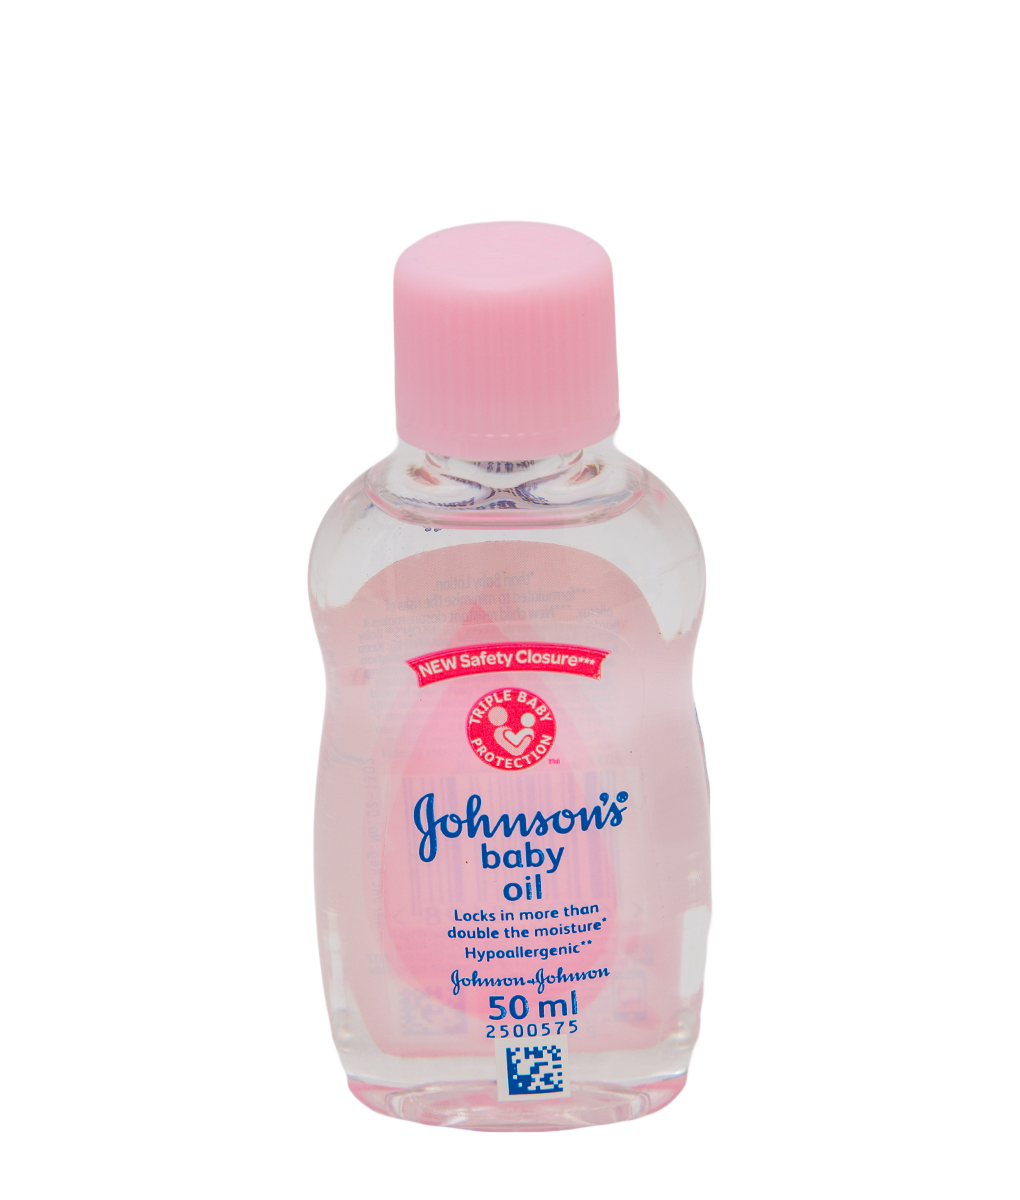 NEW Safety Closure***
TRIPLE BABY
PROTECTION™
Johnson's®
baby
oil
Locks in more than
double the moisture*
Hypoallergenic**
Johnson & Johnson
50 ml
2500575